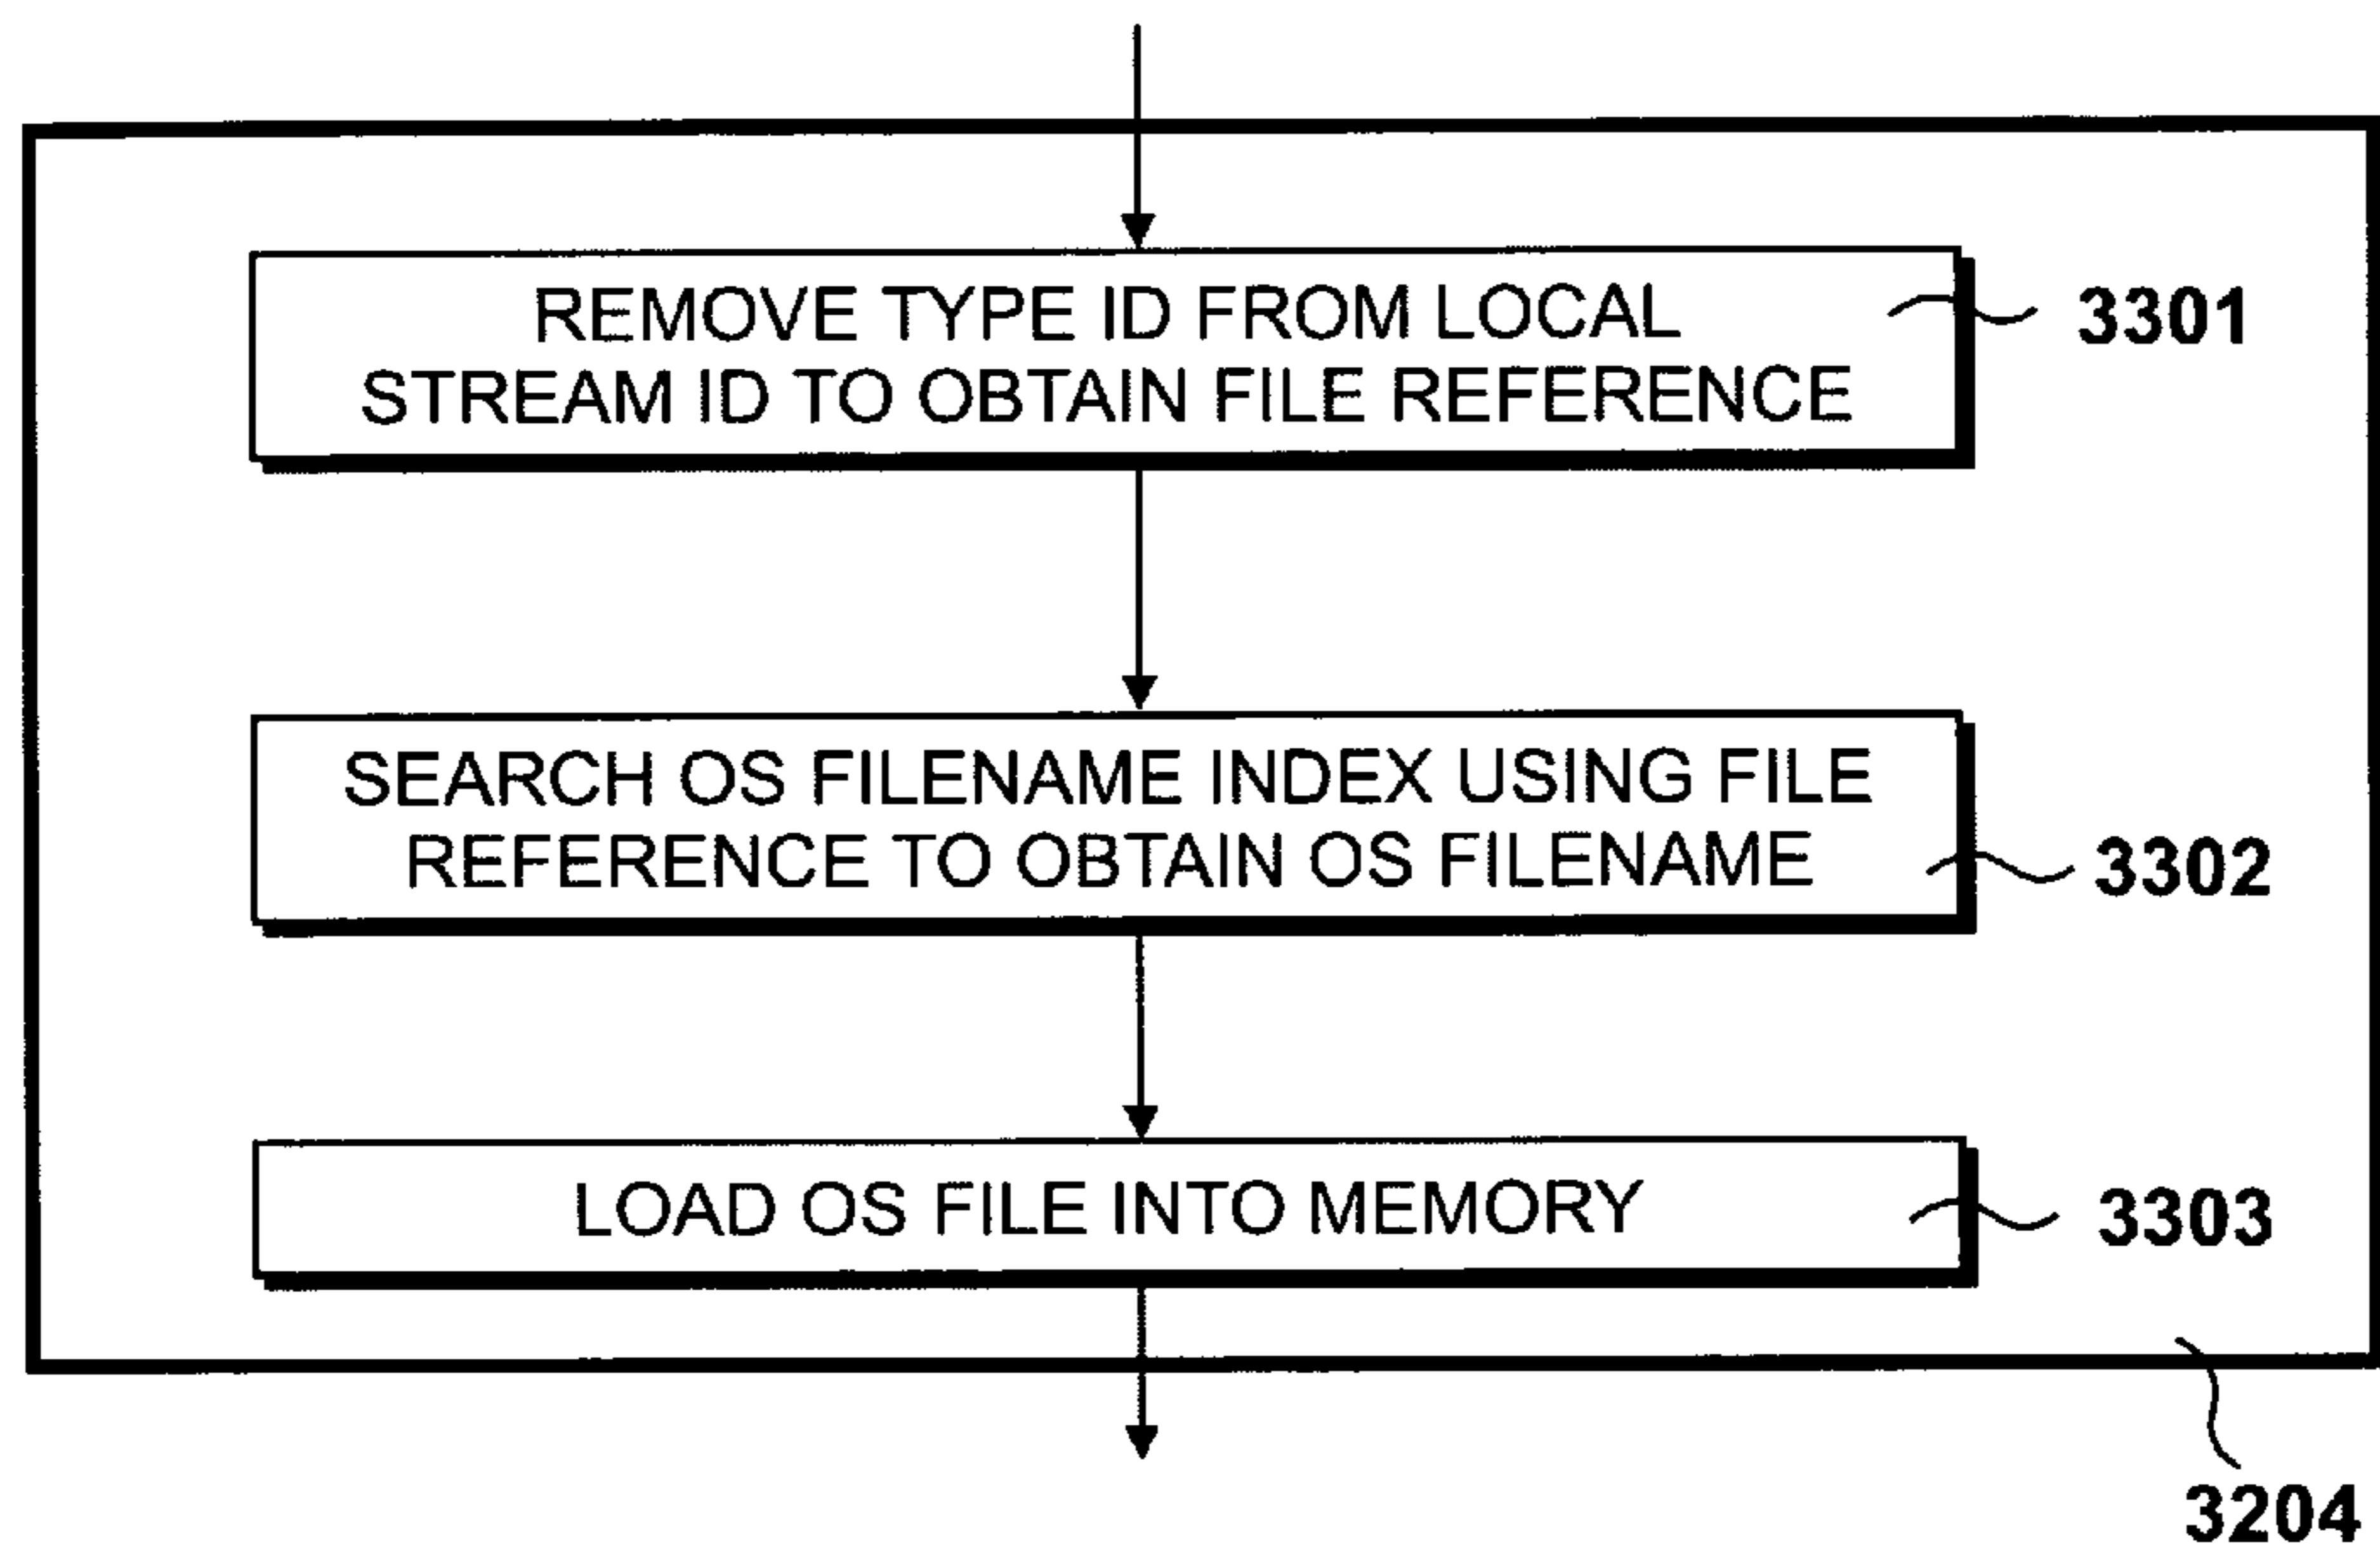 REMOVE TYPE ID FROM LOCAL
STREAM ID TO OBTAIN FILE REFERENCE
3301
SEARCH OS FILENAME INDEX USING FILE
REFERENCE TO OBTAIN OS FILENAME
3302
LOAD OS FILE INTO MEMORY
3303
3204